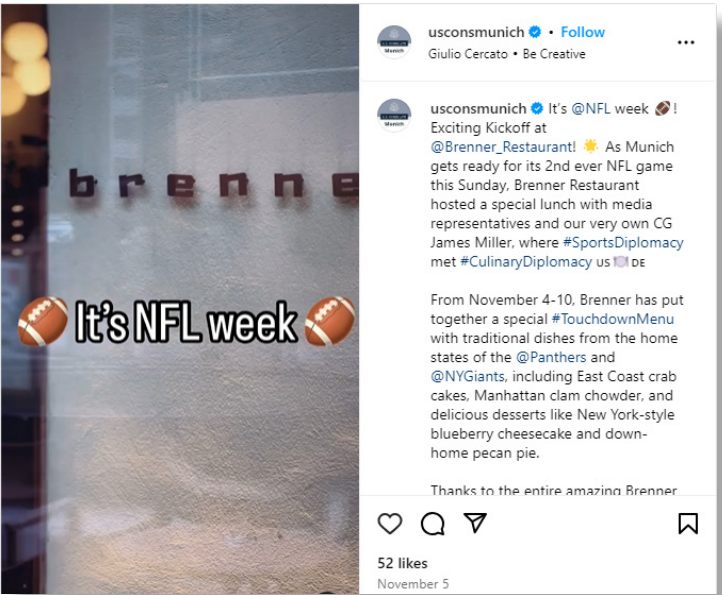 brenne
🏈 It's NFL week 🏈
usconsmunich • Follow
Giulio Cercato • Be Creative
usconsmunich It's @NFL week 🏈!
Exciting Kickoff at
@Brenner_Restaurant! 🌟 As Munich
gets ready for its 2nd ever NFL game
this Sunday, Brenner Restaurant
hosted a special lunch with media
representatives and our very own CG
James Miller, where #SportsDiplomacy
met #CulinaryDiplomacy us🍽️DE
From November 4-10, Brenner has put
together a special #TouchdownMenu
with traditional dishes from the home
states of the @Panthers and
@NYGiants, including East Coast crab
cakes, Manhattan clam chowder, and
delicious desserts like New York-style
blueberry cheesecake and down-
home pecan pie.
Thanks to the entire amazing Brenner
52 likes
November 5